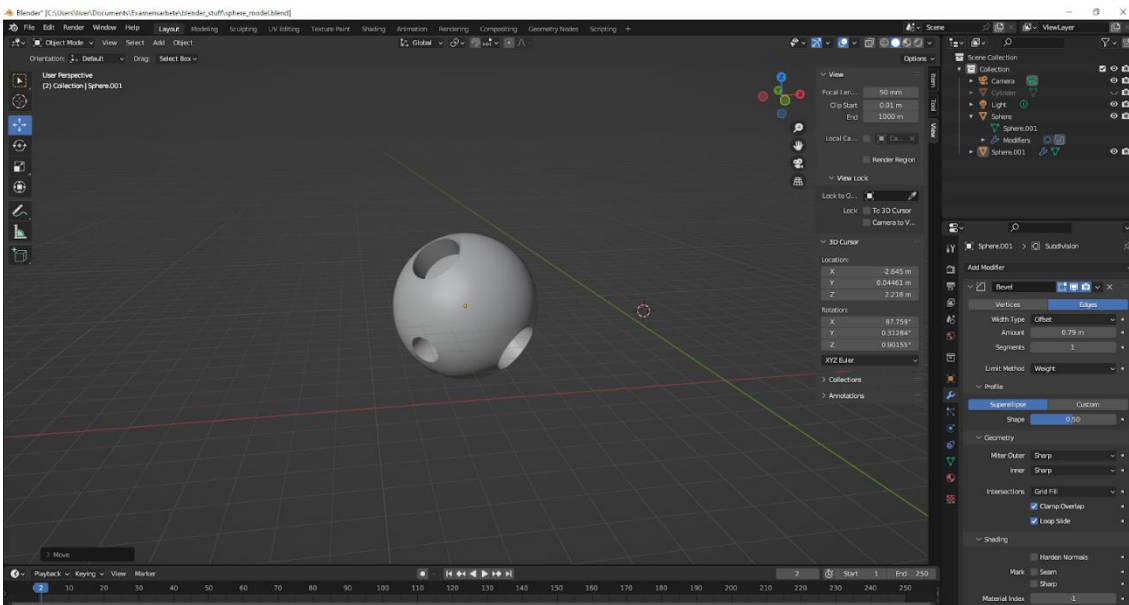 Blender* [C:\Users\liver\Documents\Examensarbete\blender_stuff\sphere_model.blend]
File Edit Render Window Help Layout Modeling Sculpting UV Editing Texture Paint Shading Animation Rendering Compositing Geometry Nodes Scripting + Scene ViewLayer
Object Mode View Select Add Object Global
Orientation: Default Drag: Select Box Options
User Perspective
(2) Collection | Sphere.001
View
Focal Len... 50 mm
Clip Start 0.01 m
End 1000 m
Local Ca... Ca...
Render Region
View Lock
Lock to O...
Lock To 3D Cursor
Camera to V...
3D Cursor
Location:
X -2.645 m
Y 0.04461 m
Z 2.218 m
Rotation:
X 87.759°
Y 0.31284°
Z 0.90155°
XYZ Euler
Collections
Annotations
Item
Tool
View
X
Y
Z
Move
Scene Collection
Collection
Camera
Cylinder
Light
Sphere
Sphere.001
Modifiers
Sphere.001
Sphere.001 > Subdivision
Add Modifier
Bevel
Vertices Edges
Width Type Offset
Amount 0.79 m
Segments 1
Limit Method Weight
Profile
Superellipse Custom
Shape 0.50
Geometry
Miter Outer Sharp
Inner Sharp
Intersections Grid Fill
Clamp Overlap
Loop Slide
Shading
Harden Normals
Mark Seam
Sharp
Material Index -1
Playback Keying View Marker 2 Start 1 End 250
2 10 20 30 40 50 60 70 80 90 100 110 120 130 140 150 160 170 180 190 200 210 220 230 240 250